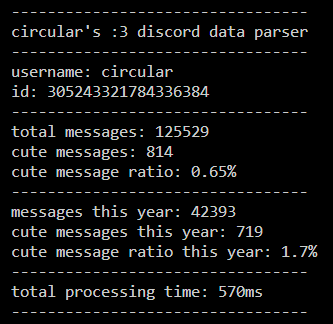 ---------------------------------
circular's :3 discord data parser
---------------------------------
username: circular
id: 305243321784336384
---------------------------------
total messages: 125529
cute messages: 814
cute message ratio: 0.65%
---------------------------------
messages this year: 42393
cute messages this year: 719
cute message ratio this year: 1.7%
---------------------------------
total processing time: 570ms
---------------------------------